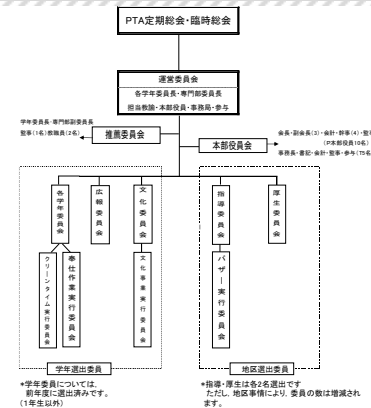 PTA定期総会・臨時総会
運営委員会
各学年委員長・専門部委員長
担当教諭・本部役員・事務局・参与
学年委員長・専門部副委員長
監事(1名)教職員(2名)
推薦委員会
本部役員会
会長・副会長(3)・会計・幹事(4)・監
(P本部役員10名)
事務長・書記・会計・監事・参与(T5名
各学年委員会
広報委員会
文化委員会
指導委員会
厚生委員会
クリーンタイム実行委員会
奉仕作業実行委員会
文化事業実行委員会
バザー実行委員会
学年選出委員
地区選出委員
*学年委員については、
前年度に選出済みです。
(1年生以外)
*指導・厚生は各2名選出です
ただし、地区事情により、委員の数は増減され
ます。